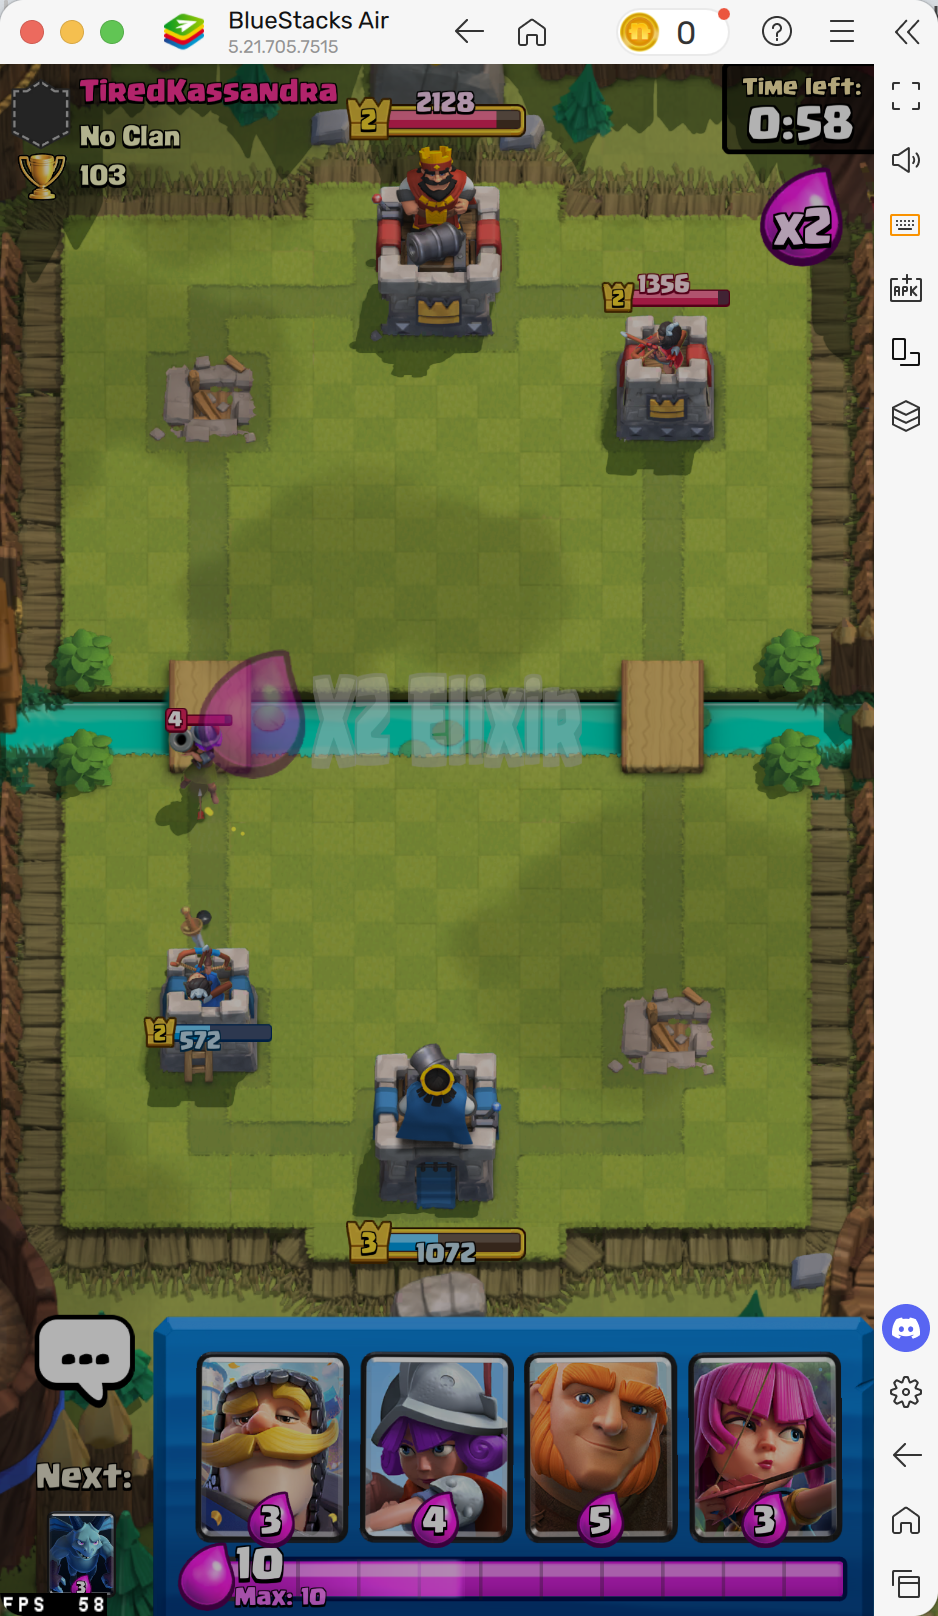 BlueStacks Air
5.21.705.7515
0
TiredKassandra
No Clan
103
2
2128
Time left:
0:58
x2
2
1356
APK
4
X2 Elixir
2
572
3
1072
Next:
3
4
5
3
3
10
Max: 10
FPS 58